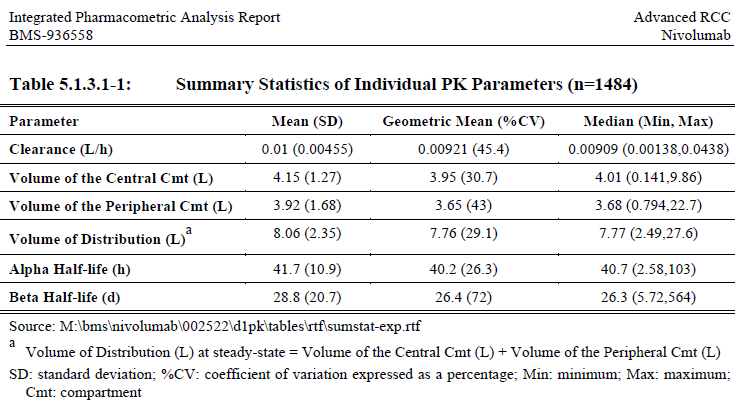 Integrated Pharmacometric Analysis Report Advanced RCC
BMS-936558 Nivolumab
Table 5.1.3.1-1: Summary Statistics of Individual PK Parameters (n=1484)
Parameter Mean (SD) Geometric Mean (%CV) Median (Min, Max)
Clearance (L/h) 0.01 (0.00455) 0.00921 (45.4) 0.00909 (0.00138,0.0438)
Volume of the Central Cmt (L) 4.15 (1.27) 3.95 (30.7) 4.01 (0.141,9.86)
Volume of the Peripheral Cmt (L) 3.92 (1.68) 3.65 (43) 3.68 (0.794,22.7)
Volume of Distribution (L)a 8.06 (2.35) 7.76 (29.1) 7.77 (2.49,27.6)
Alpha Half-life (h) 41.7 (10.9) 40.2 (26.3) 40.7 (2.58,103)
Beta Half-life (d) 28.8 (20.7) 26.4 (72) 26.3 (5.72,564)
Source: M:\bms\nivolumab\002522\d1pk\tables\rtf\sumstat-exp.rtf
a Volume of Distribution (L) at steady-state = Volume of the Central Cmt (L) + Volume of the Peripheral Cmt (L)
SD: standard deviation; %CV: coefficient of variation expressed as a percentage; Min: minimum; Max: maximum;
Cmt: compartment